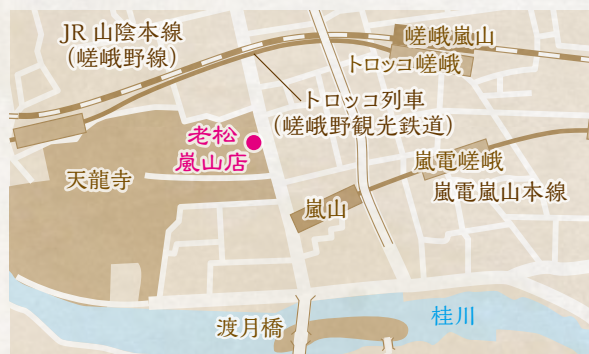 JR 山陰本線
（嵯峨野線）
嵯峨嵐山
トロッコ嵯峨
トロッコ列車
（嵯峨野観光鉄道）
老松
嵐山店
天龍寺
嵐電嵯峨
嵐電嵐山本線
嵐山
渡月橋
桂川